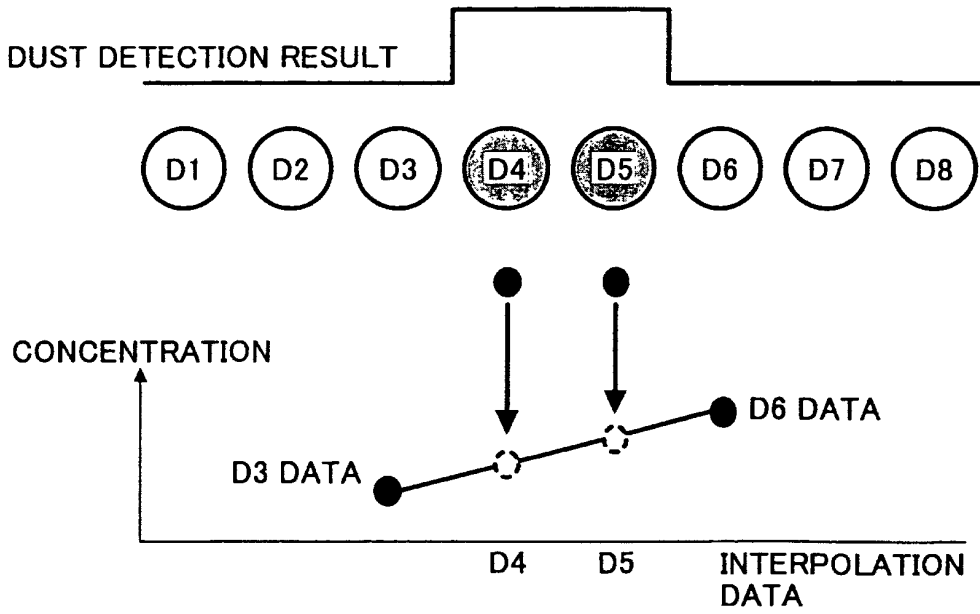 DUST DETECTION RESULT
D1 D2 D3 D4 D5 D6 D7 D8
CONCENTRATION
D6 DATA
D3 DATA
D4 D5 INTERPOLATION
DATA